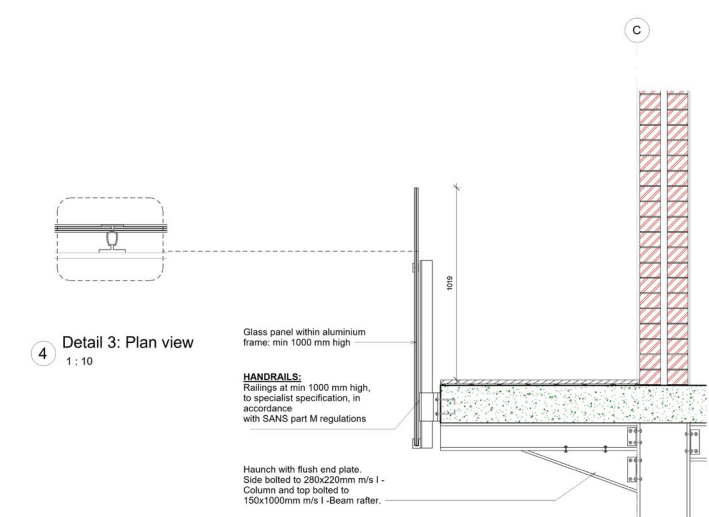 C
1019
4
Detail 3: Plan view
1 : 10
Glass panel within aluminium
frame: min 1000 mm high
HANDRAILS:
Railings at min 1000 mm high,
to specialist specification, in
accordance
with SANS part M regulations
Haunch with flush end plate.
Side bolted to 280x220mm m/s I -
Column and top bolted to
150x1000mm m/s I -Beam rafter.